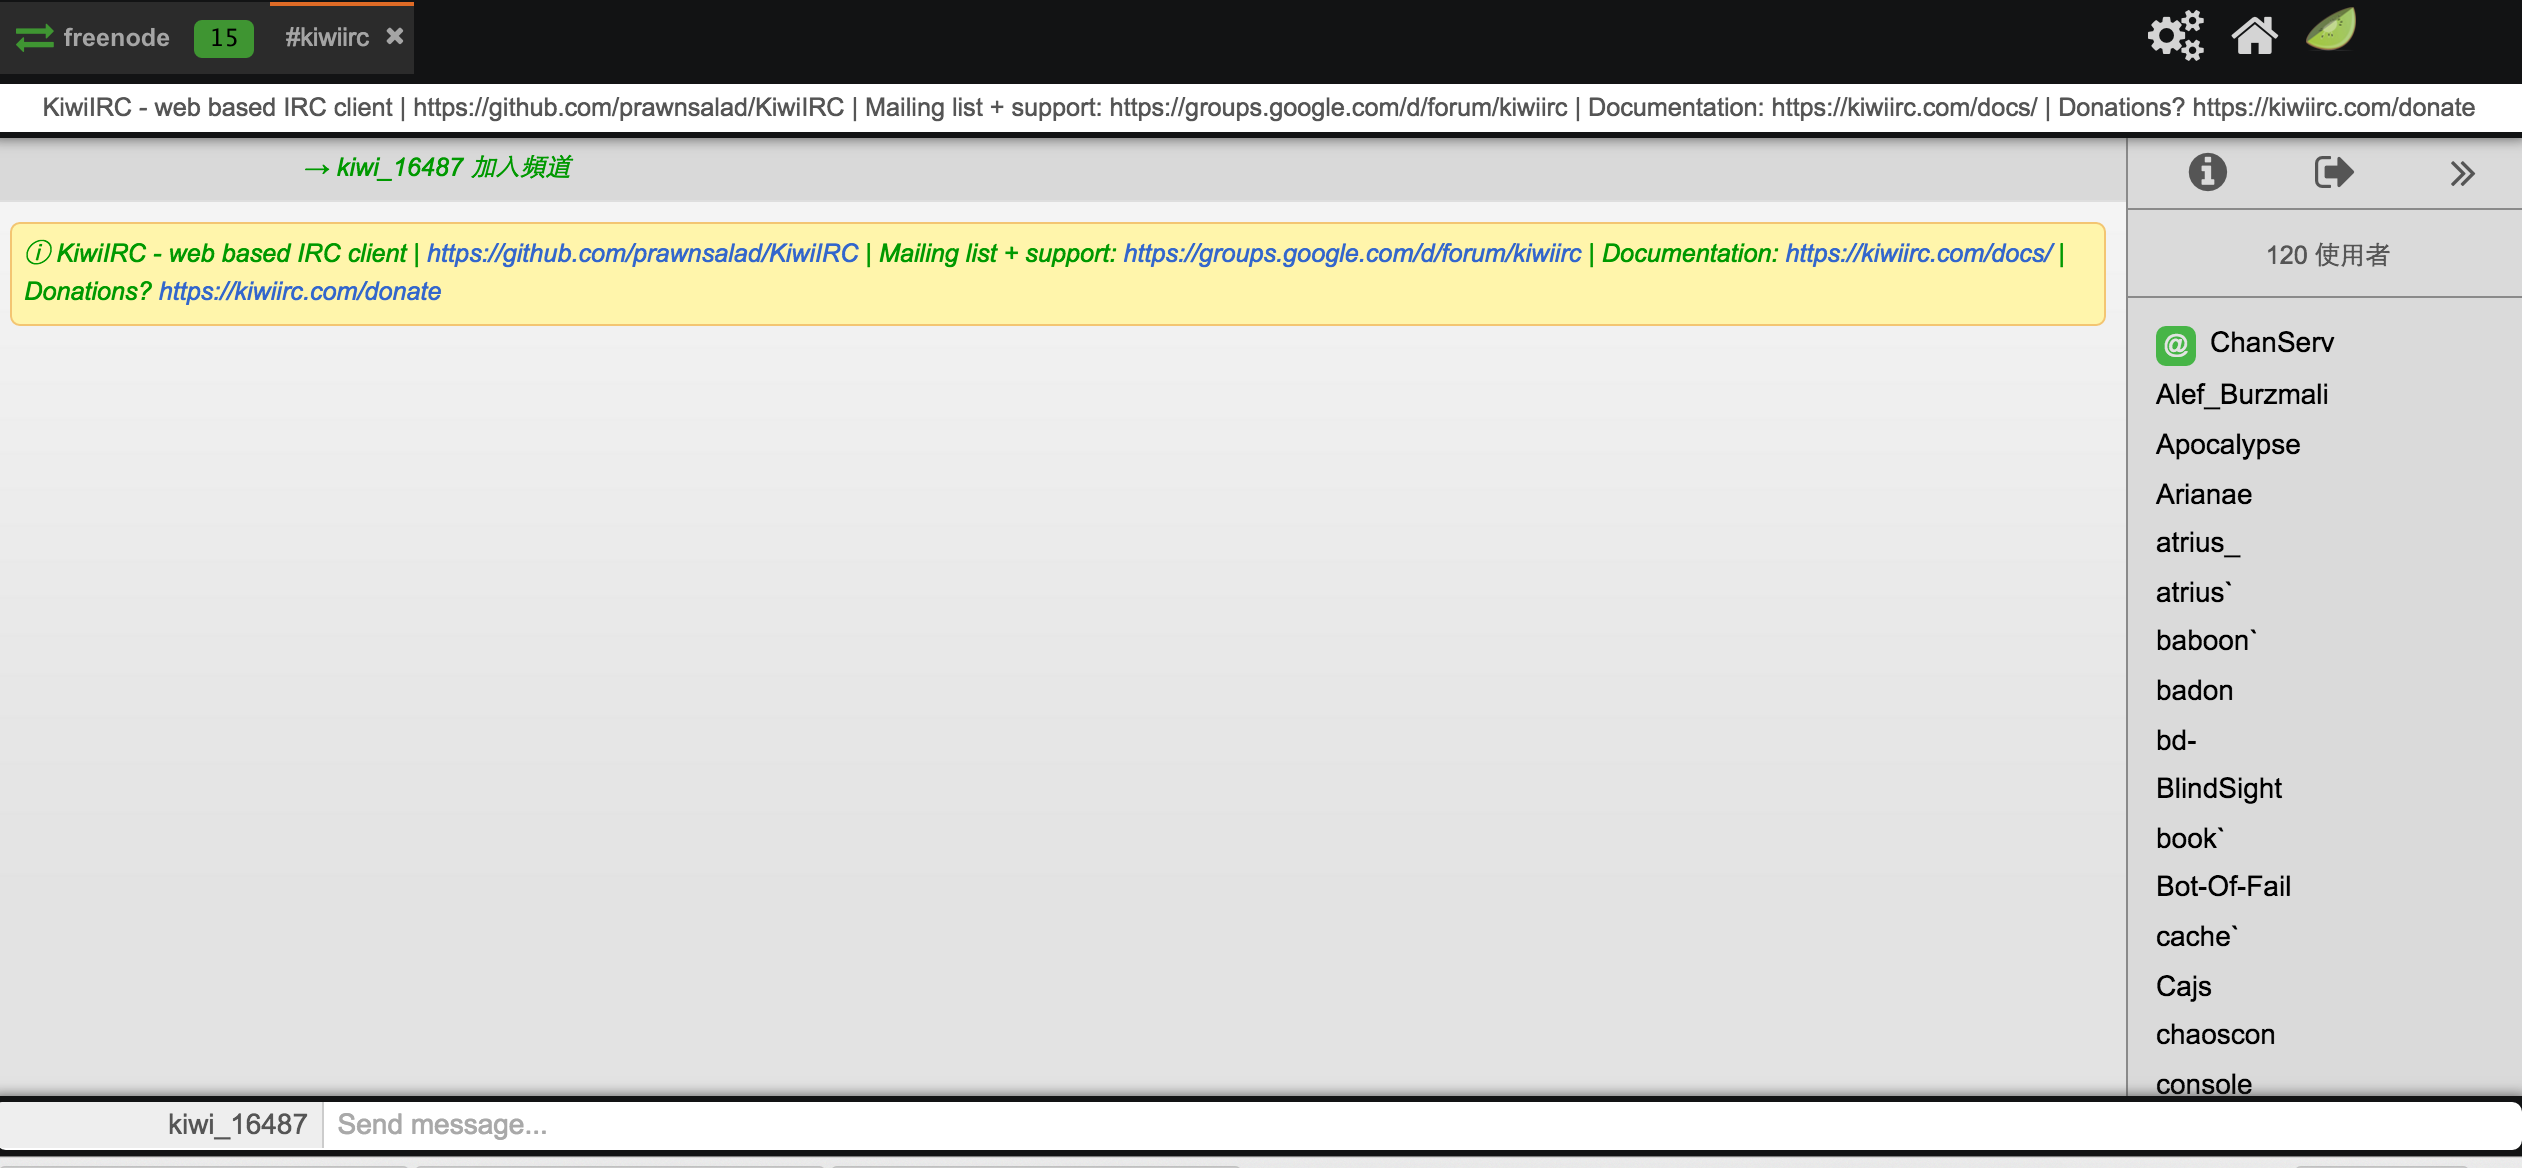 freenode 15 #kiwiirc
KiwiIRC - web based IRC client | https://github.com/prawnsalad/KiwiIRC | Mailing list + support: https://groups.google.com/d/forum/kiwiirc | Documentation: https://kiwiirc.com/docs/ | Donations? https://kiwiirc.com/donate
→ kiwi_16487 加入頻道
KiwiIRC - web based IRC client | https://github.com/prawnsalad/KiwiIRC | Mailing list + support: https://groups.google.com/d/forum/kiwiirc | Documentation: https://kiwiirc.com/docs/ |
Donations? https://kiwiirc.com/donate
120 使用者
@ ChanServ
Alef_Burzmali
Apocalypse
Arianae
atrius_
atrius`
baboon`
badon
bd-
BlindSight
book`
Bot-Of-Fail
cache`
Cajs
chaoscon
console
kiwi_16487 Send message...